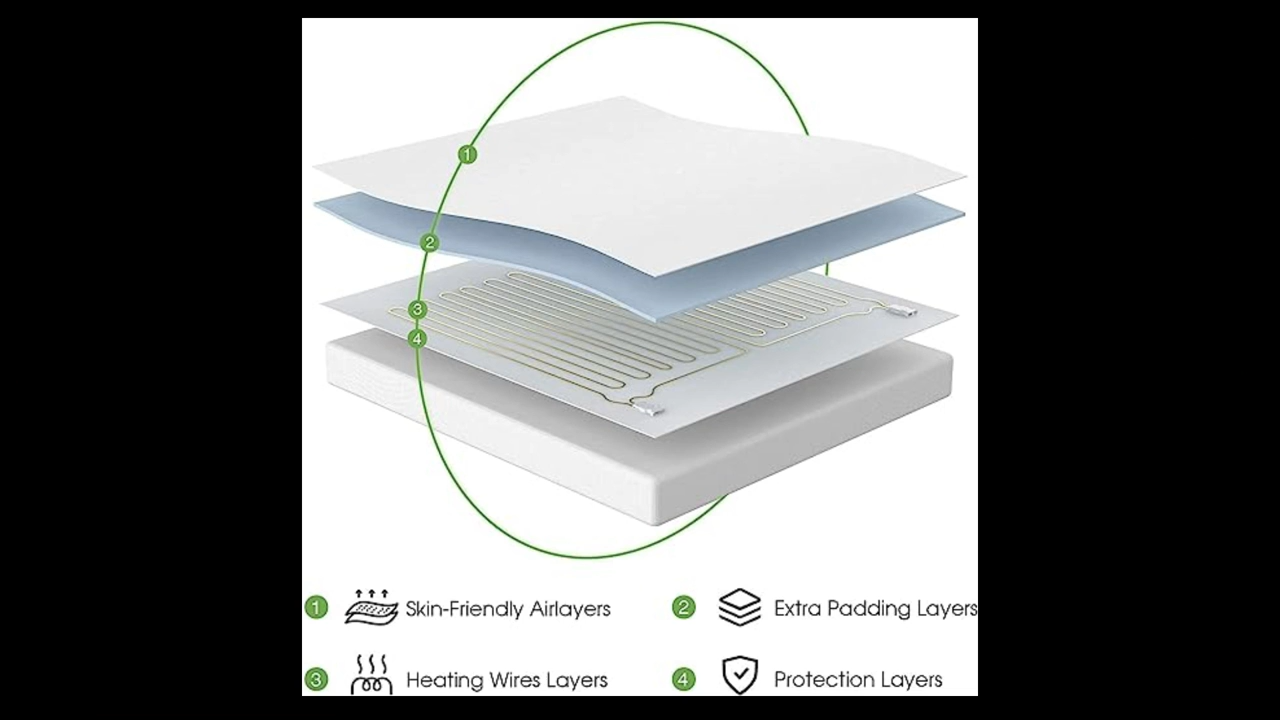 1
2
3
4
1 Skin-Friendly Airlayers
2 Extra Padding Layers
3 Heating Wires Layers
4 Protection Layers